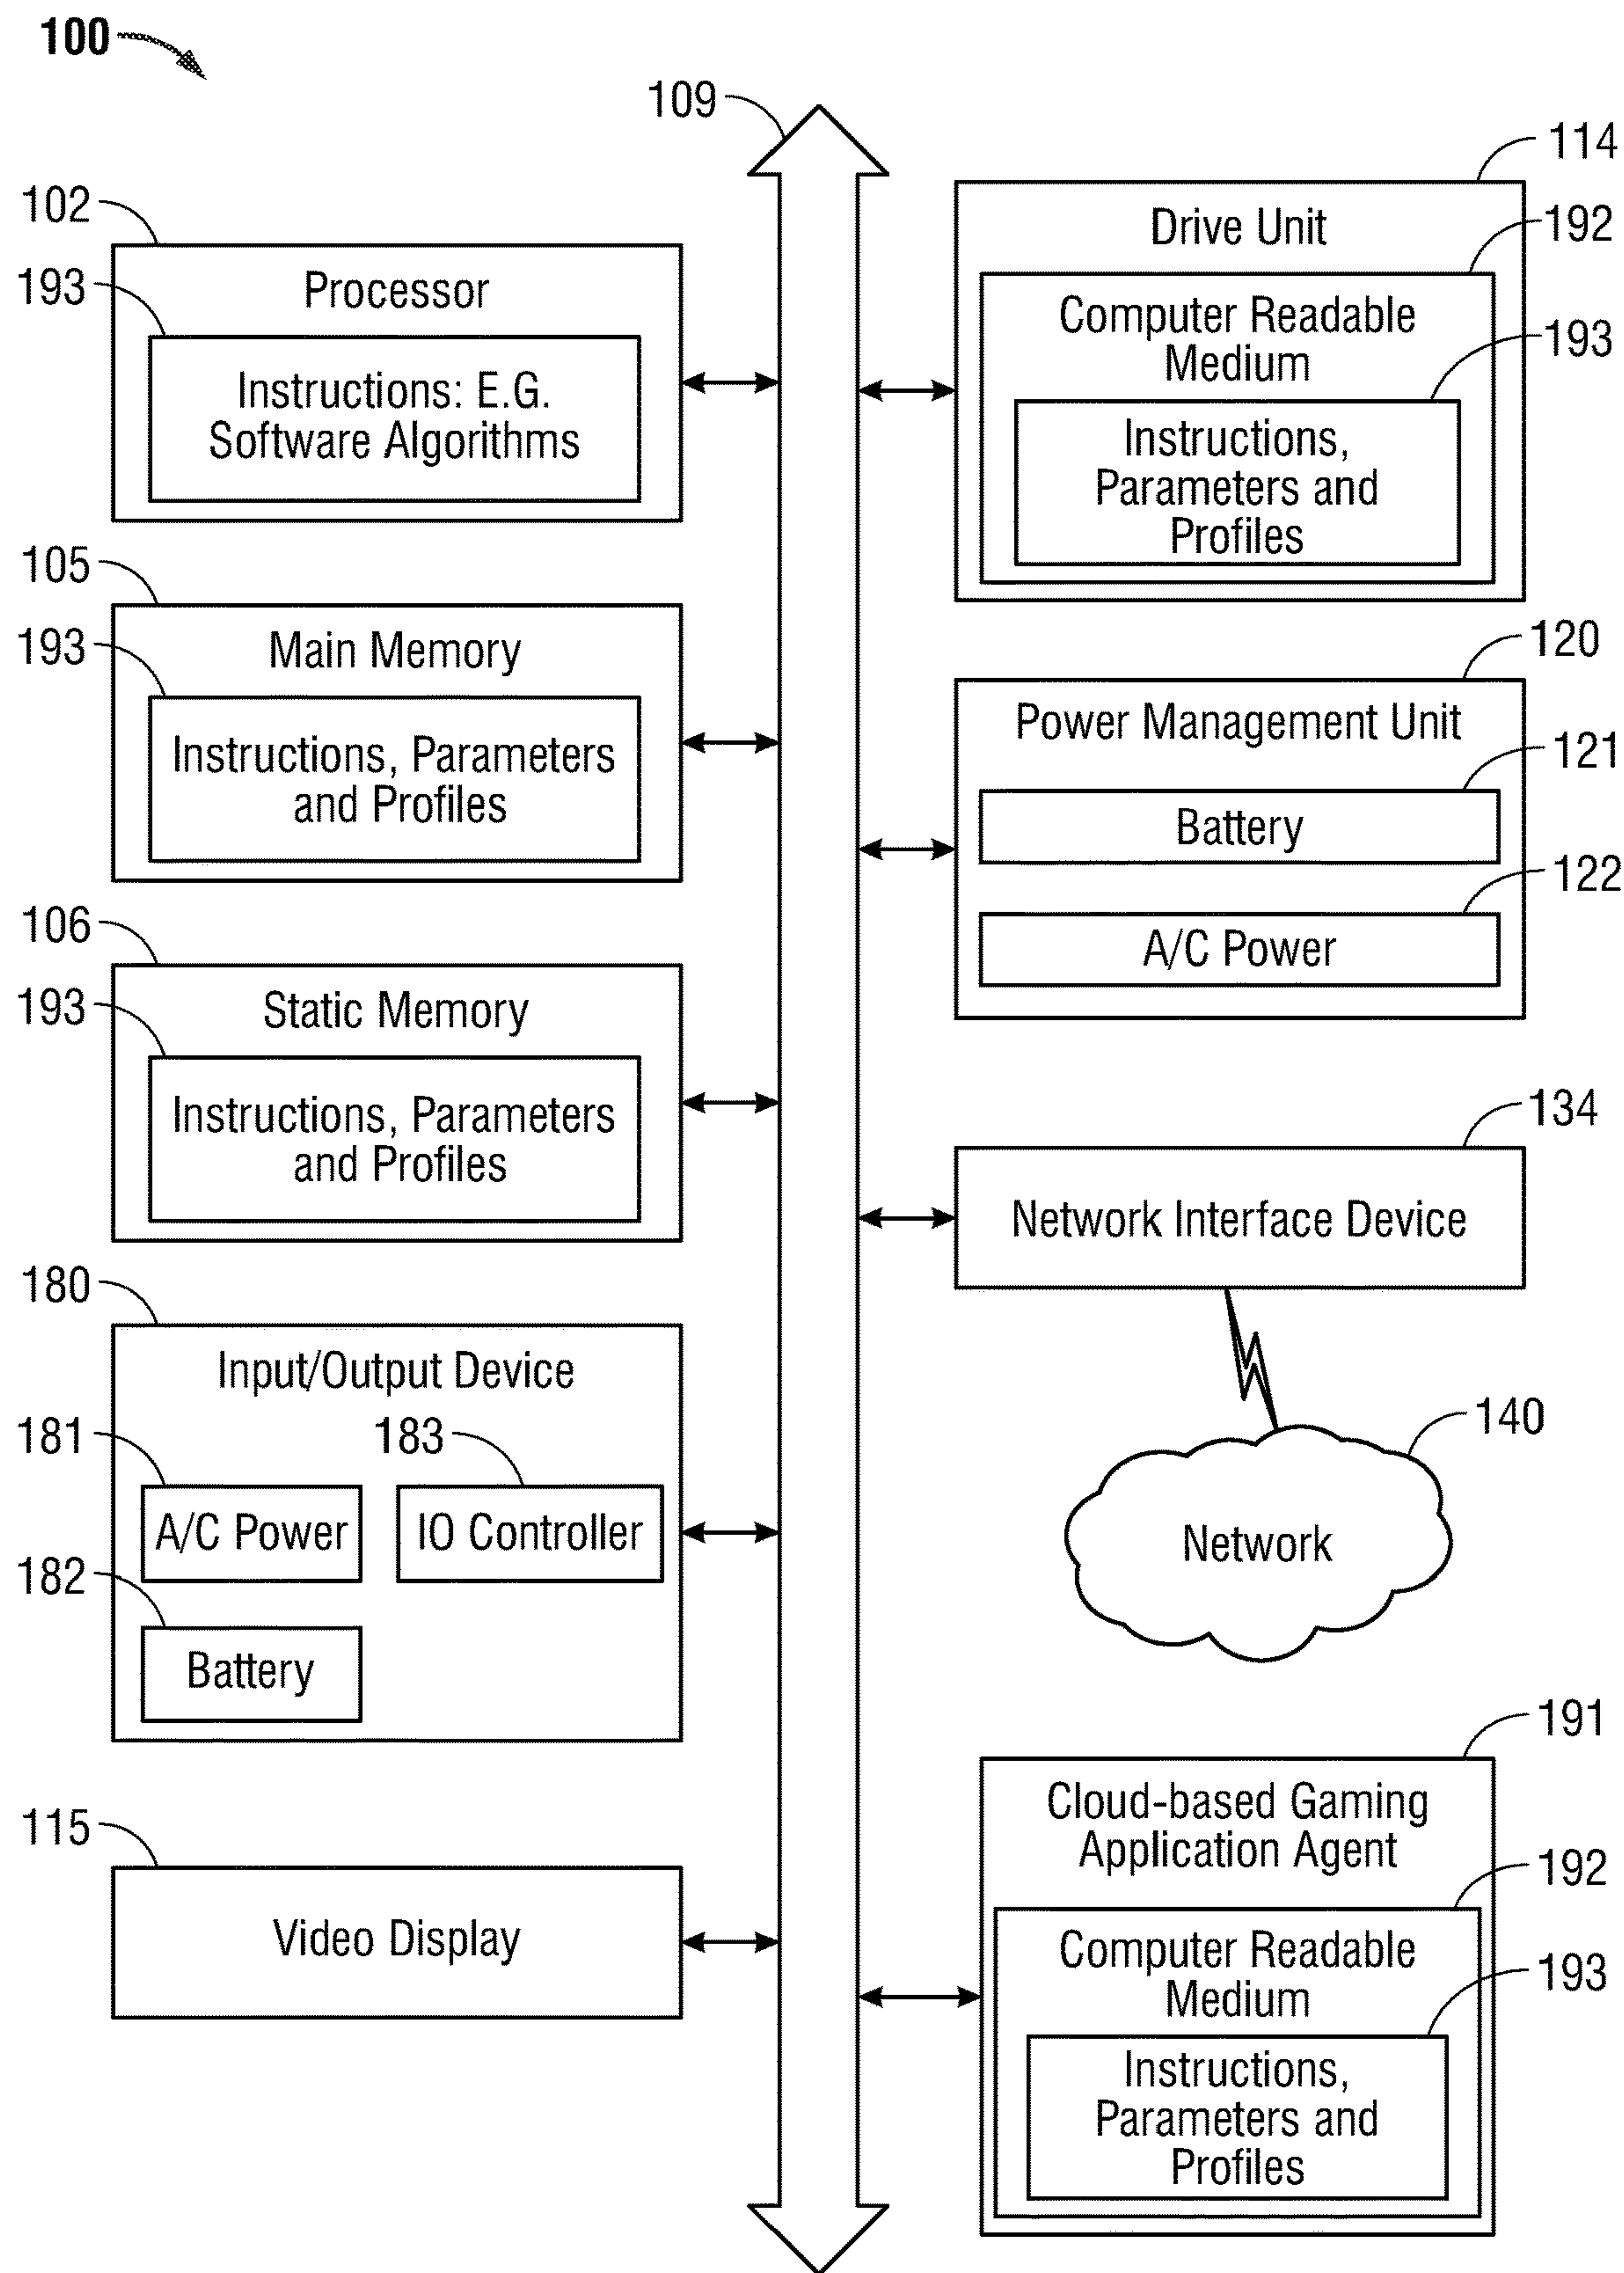 100
109
102
193
Processor
Instructions: E.G.
Software Algorithms
105
193
Main Memory
Instructions, Parameters
and Profiles
106
193
Static Memory
Instructions, Parameters
and Profiles
180
Input/Output Device
181
183
A/C Power
IO Controller
182
Battery
115
Video Display
114
Drive Unit
192
Computer Readable
Medium
193
Instructions,
Parameters and
Profiles
120
Power Management Unit
121
Battery
122
A/C Power
134
Network Interface Device
140
Network
191
Cloud-based Gaming
Application Agent
192
Computer Readable
Medium
193
Instructions,
Parameters and
Profiles